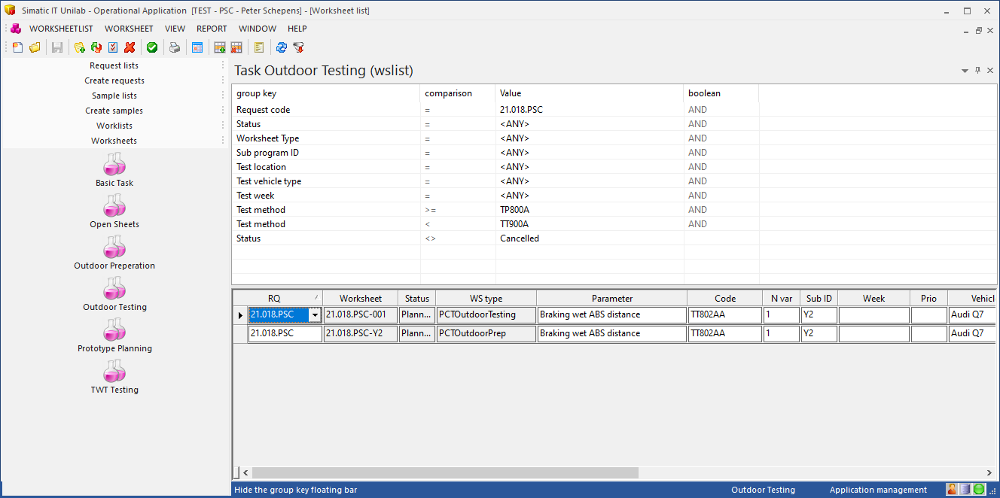 Simatic IT Unilab - Operational Application [TEST - PSC - Peter Schepens] - [Worksheet list]
WORKSHEETLIST WORKSHEET VIEW REPORT WINDOW HELP
Request lists
Create requests
Sample lists
Create samples
Worklists
Worksheets
Basic Task
Open Sheets
Outdoor Preperation
Outdoor Testing
Prototype Planning
TWT Testing
Task Outdoor Testing (wslist)
group key comparison Value boolean
Request code = 21.018.PSC AND
Status = <ANY> AND
Worksheet Type = <ANY> AND
Sub program ID = <ANY> AND
Test location = <ANY> AND
Test vehicle type = <ANY> AND
Test week = <ANY> AND
Test method >= TP800A AND
Test method < TT900A AND
Status <> Cancelled
RQ Worksheet Status WS type Parameter Code N var Sub ID Week Prio Vehicl
21.018.PSC 21.018.PSC-001 Plann... PCTOutdoorTesting Braking wet ABS distance TT802AA 1 Y2 Audi Q7
21.018.PSC 21.018.PSC-Y2 Plann... PCTOutdoorPrep Braking wet ABS distance TT802AA 1 Y2 Audi Q7
Hide the group key floating bar Outdoor Testing Application management